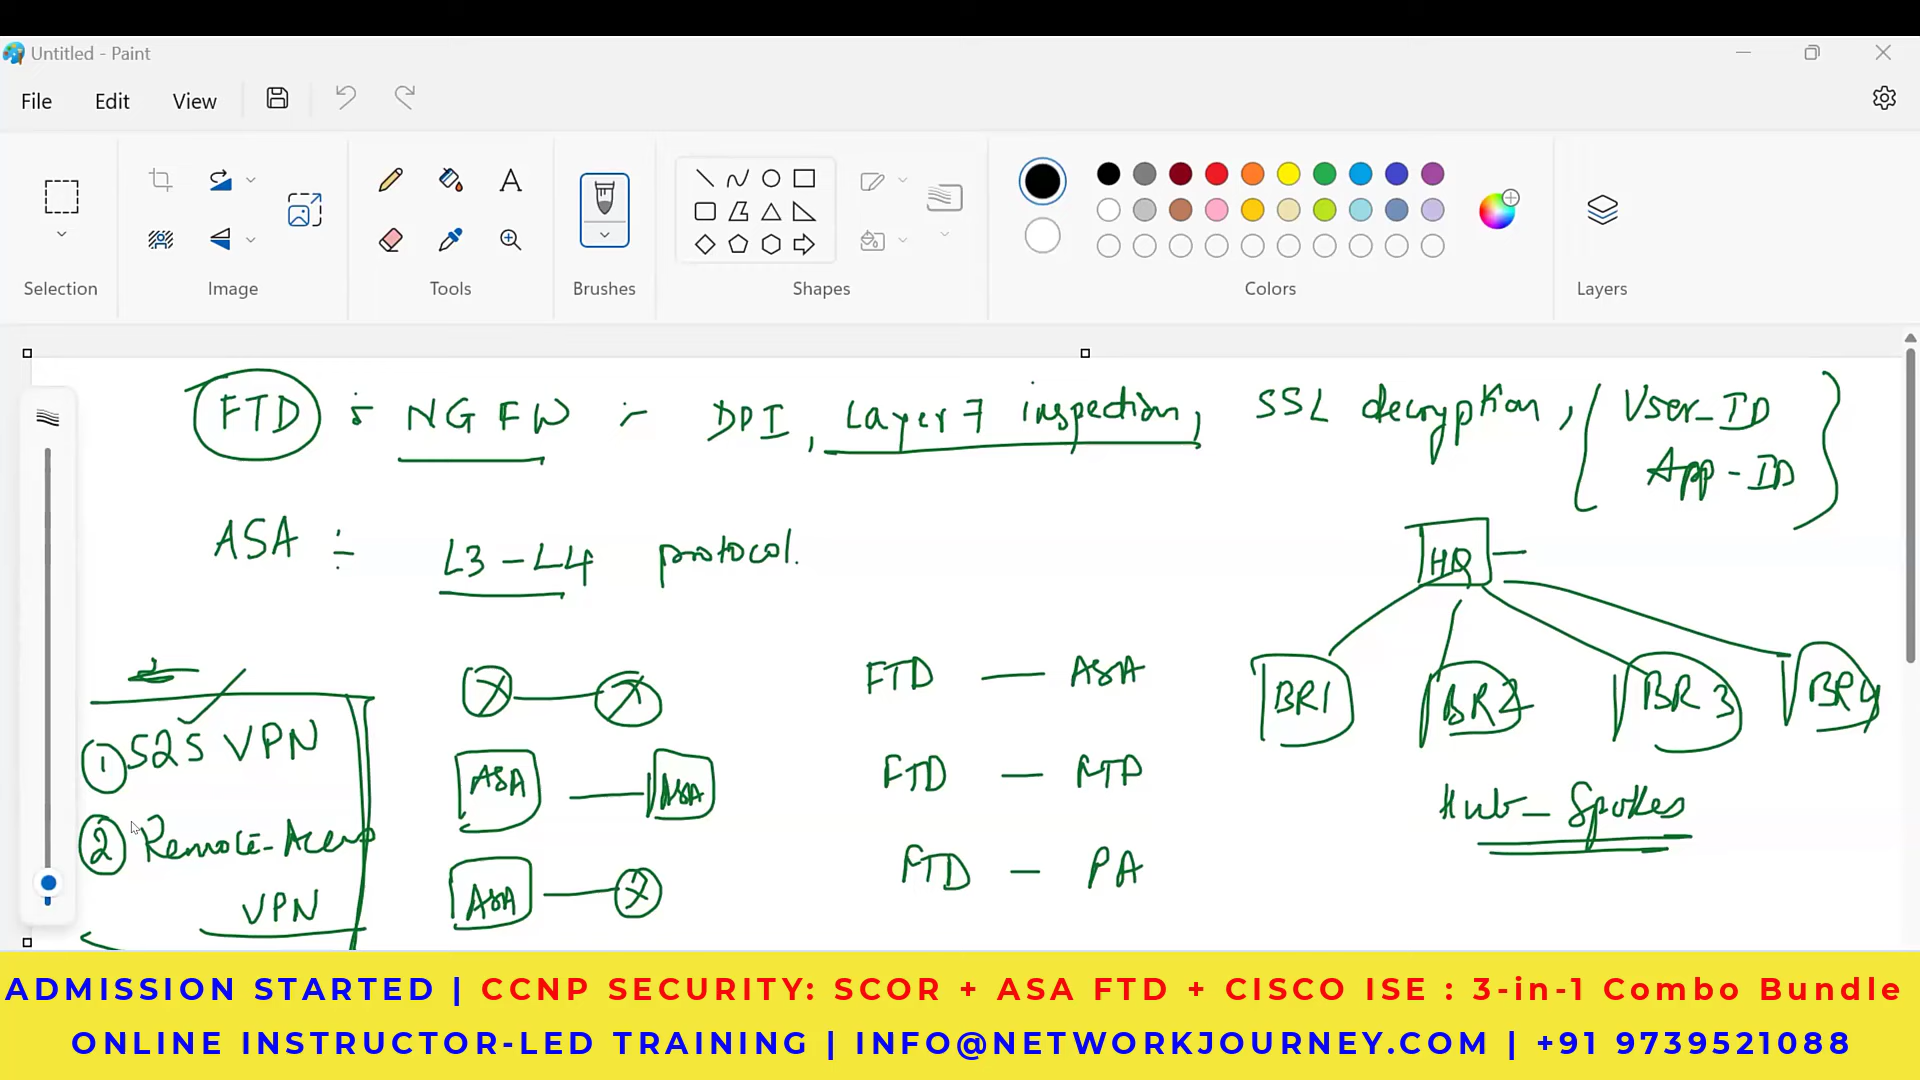 Untitled - Paint
File Edit View
Selection Image Tools Brushes Shapes Colors Layers
FTD : NGFW :- DPI, Layer 7 inspection, SSL decryption, User_ID
App-ID
ASA ÷ L3-L4 protocol.
HQ
BR1 BR2 BR3 BR4
Hub_Spokes
① S2S VPN
② Remote-Access
VPN
ASA ASA
ASA
FTD — ASA
FTD — FTD
FTD — PA
ADMISSION STARTED | CCNP SECURITY: SCOR + ASA FTD + CISCO ISE : 3-in-1 Combo Bundle
ONLINE INSTRUCTOR-LED TRAINING | INFO@NETWORKJOURNEY.COM | +91 9739521088